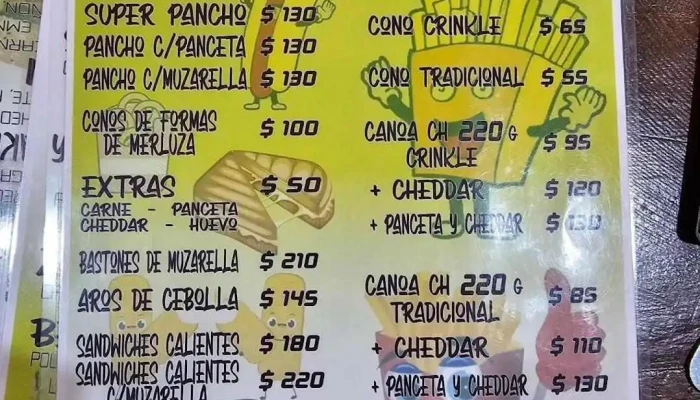 SUPER PANCHO $ 130
PANCHO C/PANCETA $ 130
PANCHO C/MUZARELLA $ 130
CONOS DE FORMAS $ 100
DE MERLUZA
EXTRAS $ 50
CARNE - PANCETA
CHEDDAR - HUEVO
BASTONES DE MUZARELLA $ 210
AROS DE CEBOLLA $ 145
SANDWICHES CALIENTES $ 180
SANDWICHES CALIENTES $ 220
C/MUZARELLA
CONO CRINKLE $ 65
CONO TRADICIONAL $ 55
CANOA CH 220 G $ 95
CRINKLE
+ CHEDDAR $ 120
+ PANCETA Y CHEDDAR $ 130
CANOA CH 220 G $ 85
TRADICIONAL
+ CHEDDAR $ 110
+ PANCETA Y CHEDDAR $ 130